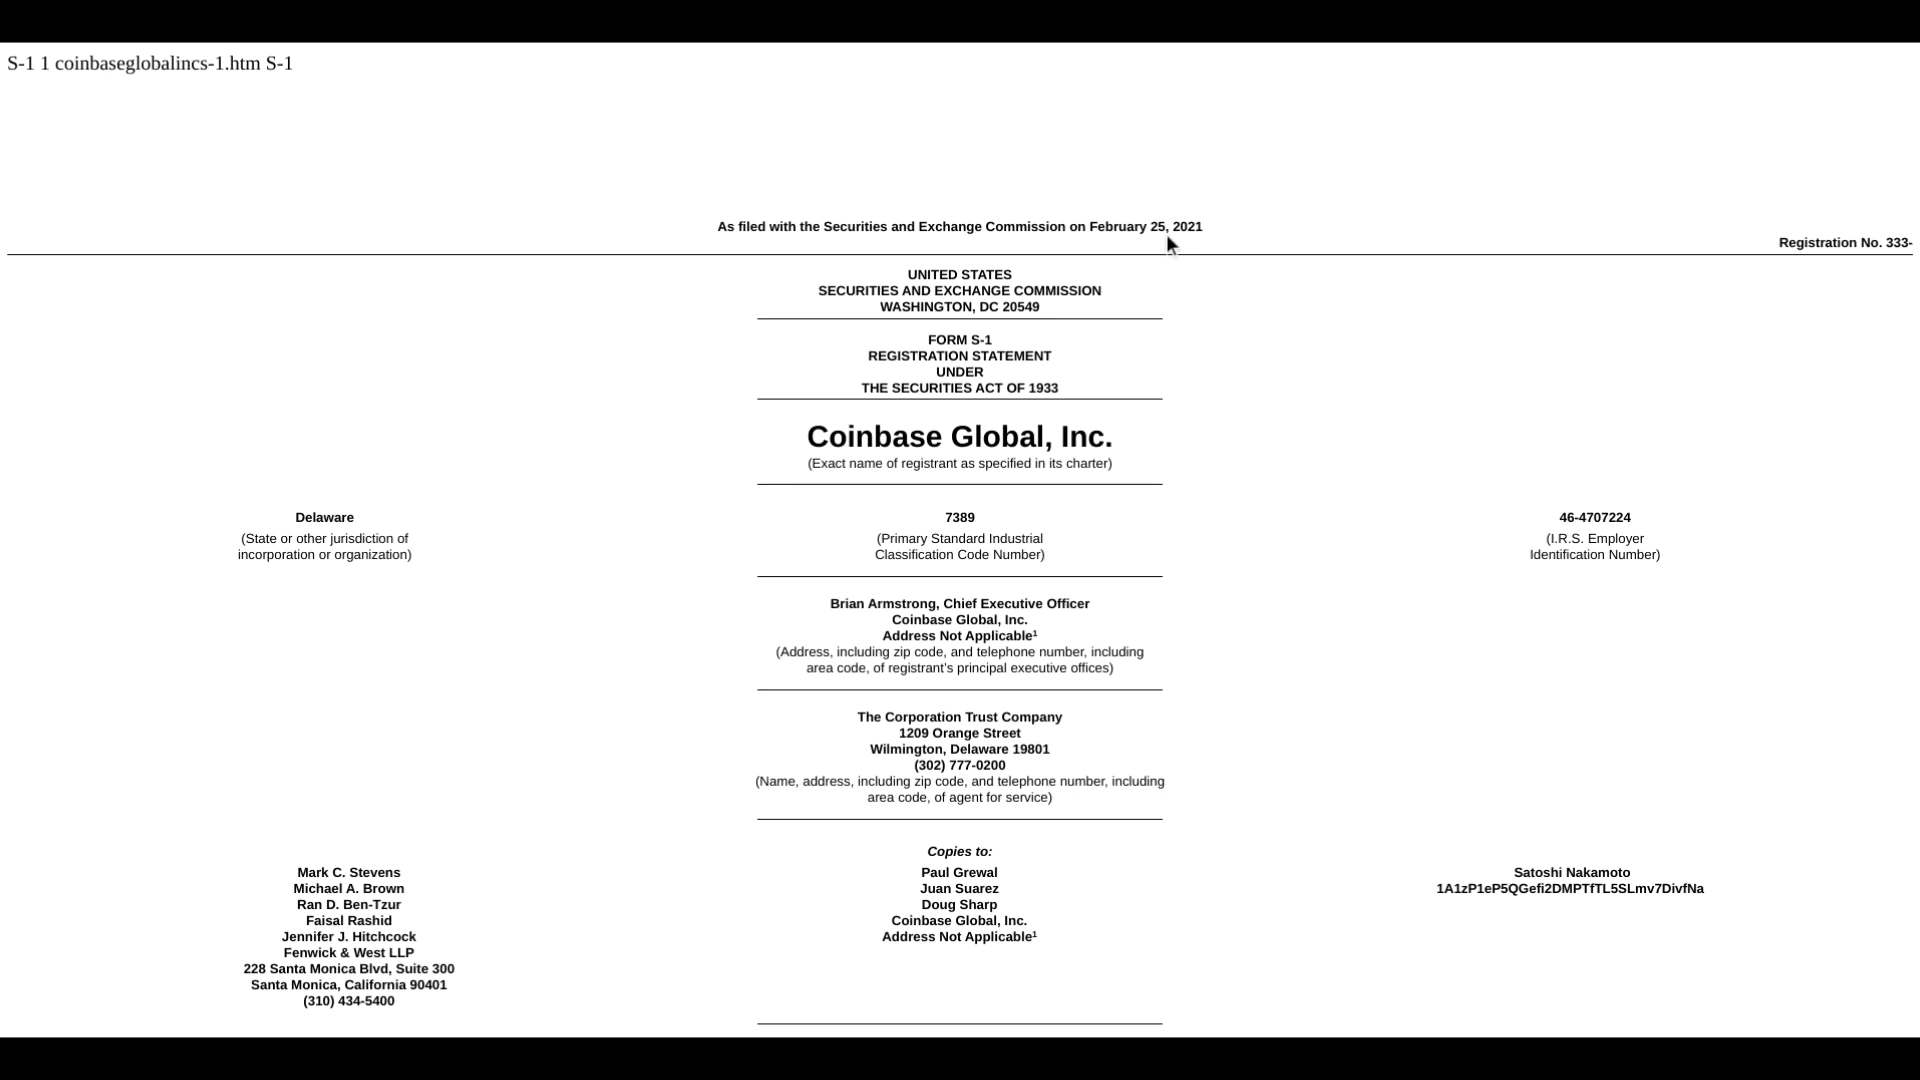 S-1 1 coinbaseglobalincs-1.htm S-1
As filed with the Securities and Exchange Commission on February 25, 2021
Registration No. 333-
UNITED STATES
SECURITIES AND EXCHANGE COMMISSION
WASHINGTON, DC 20549
FORM S-1
REGISTRATION STATEMENT
UNDER
THE SECURITIES ACT OF 1933
Coinbase Global, Inc.
(Exact name of registrant as specified in its charter)
Delaware
(State or other jurisdiction of
incorporation or organization)
7389
(Primary Standard Industrial
Classification Code Number)
46-4707224
(I.R.S. Employer
Identification Number)
Brian Armstrong, Chief Executive Officer
Coinbase Global, Inc.
Address Not Applicable¹
(Address, including zip code, and telephone number, including
area code, of registrant's principal executive offices)
The Corporation Trust Company
1209 Orange Street
Wilmington, Delaware 19801
(302) 777-0200
(Name, address, including zip code, and telephone number, including
area code, of agent for service)
Copies to:
Mark C. Stevens
Michael A. Brown
Ran D. Ben-Tzur
Faisal Rashid
Jennifer J. Hitchcock
Fenwick & West LLP
228 Santa Monica Blvd, Suite 300
Santa Monica, California 90401
(310) 434-5400
Paul Grewal
Juan Suarez
Doug Sharp
Coinbase Global, Inc.
Address Not Applicable¹
Satoshi Nakamoto
1A1zP1eP5QGefi2DMPTfTL5SLmv7DivfNa